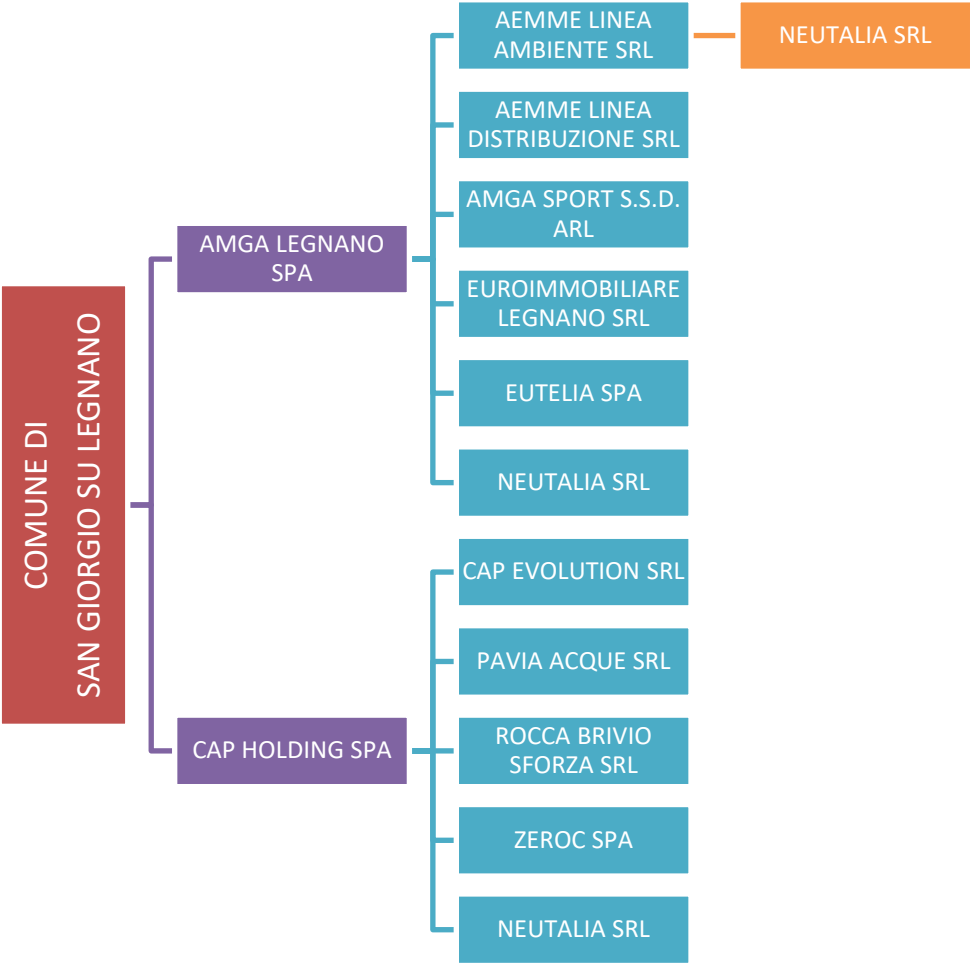 COMUNE DI
SAN GIORGIO SU LEGNANO
AMGA LEGNANO
SPA
AEMME LINEA
AMBIENTE SRL
NEUTALIA SRL
AEMME LINEA
DISTRIBUZIONE SRL
AMGA SPORT S.S.D.
ARL
EUROIMMOBILIARE
LEGNANO SRL
EUTELIA SPA
NEUTALIA SRL
CAP HOLDING SPA
CAP EVOLUTION SRL
PAVIA ACQUE SRL
ROCCA BRIVIO
SFORZA SRL
ZEROC SPA
NEUTALIA SRL